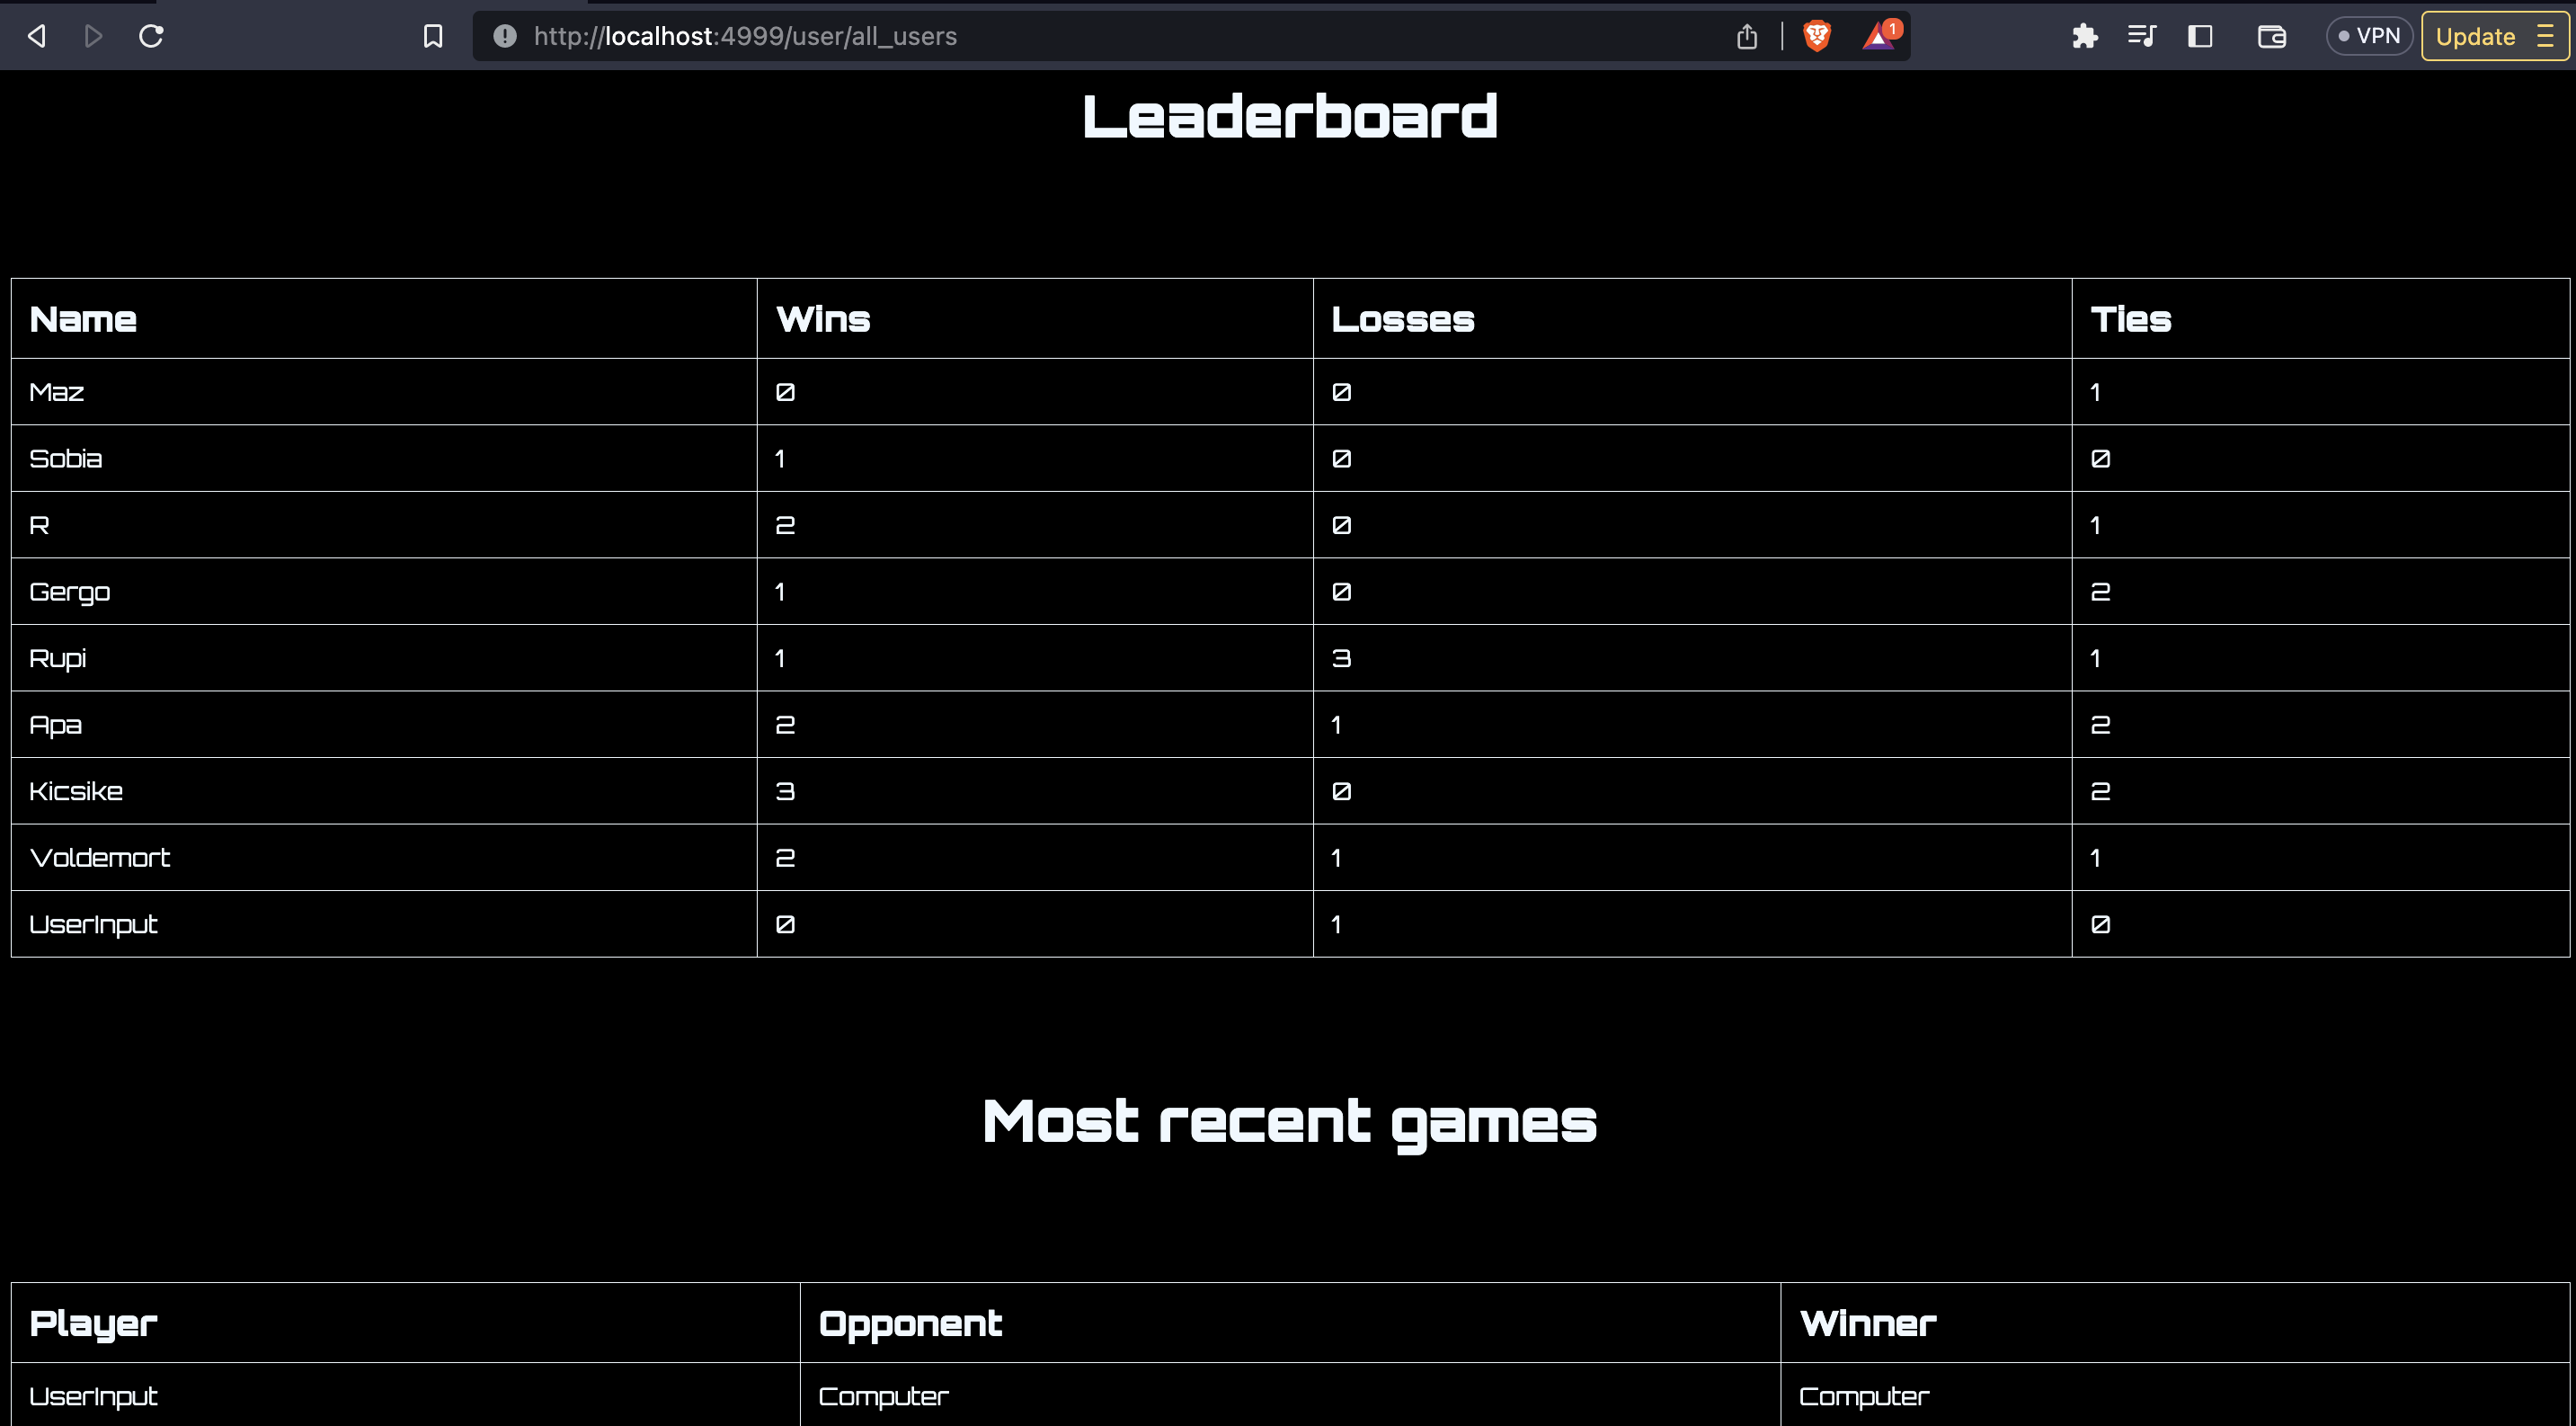 http://localhost:4999/user/all_users 1 VPN Update
Leaderboard
Name Wins Losses Ties
Maz 0 0 1
Sobia 1 0 0
R 2 0 1
Gergo 1 0 2
Rupi 1 3 1
Apa 2 1 2
Kicsike 3 0 2
Voldemort 2 1 1
UserInput 0 1 0
Most recent games
Player Opponent Winner
UserInput Computer Computer